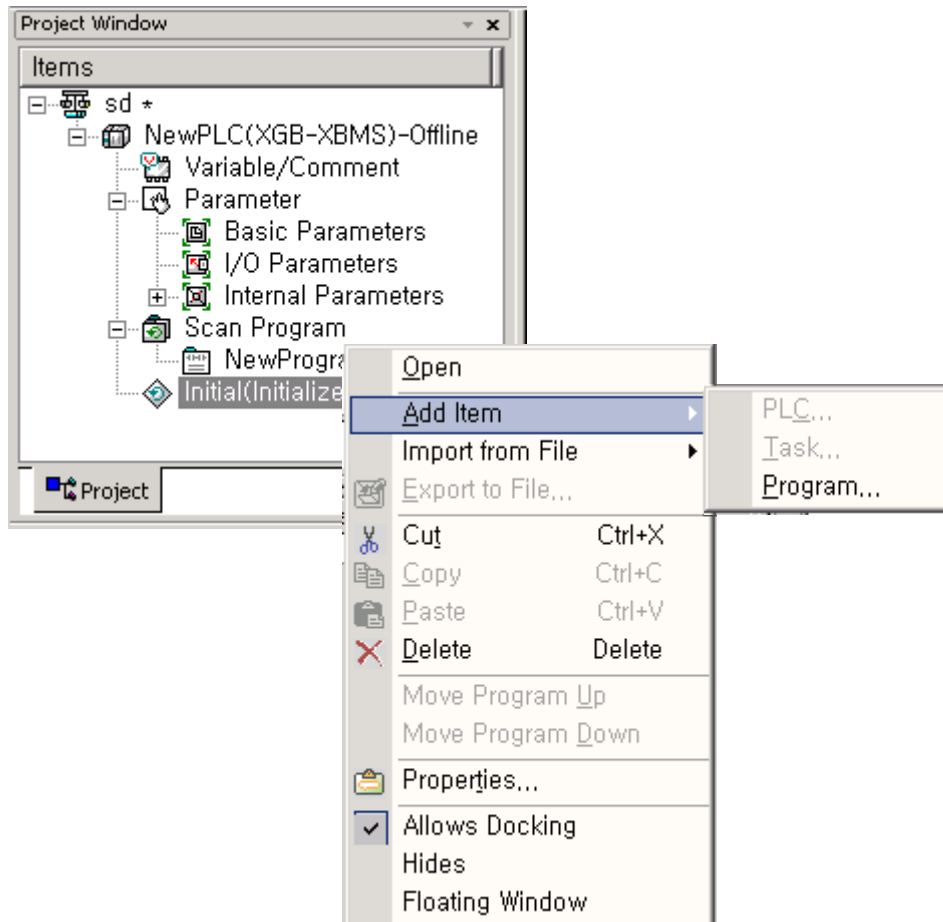 Project Window
Items
sd *
NewPLC(XGB-XBMS)-Offline
Variable/Comment
Parameter
Basic Parameters
I/O Parameters
Internal Parameters
Scan Program
NewProgra
Initial(Initialize
Project
Open
Add Item
Import from File
Export to File...
Cut Ctrl+X
Copy Ctrl+C
Paste Ctrl+V
Delete Delete
Move Program Up
Move Program Down
Properties...
Allows Docking
Hides
Floating Window
PLC...
Task...
Program...